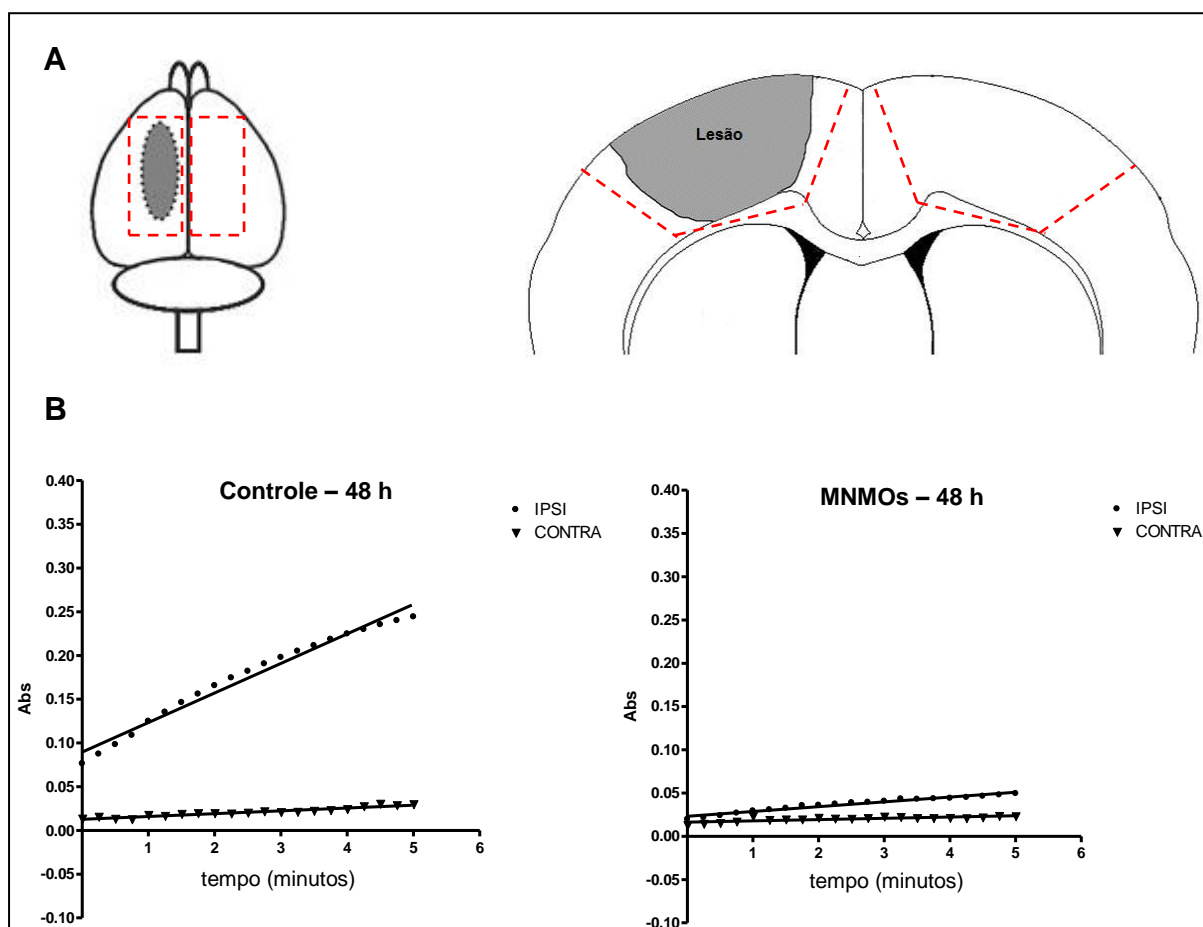 A
Lesão
B
Controle – 48 h
IPSI
CONTRA
0.40
0.35
0.30
0.25
0.20
0.15
0.10
0.05
0.00
-0.05
-0.10
Abs
1
2
3
4
5
6
tempo (minutos)
MNMOs – 48 h
IPSI
CONTRA
0.40
0.35
0.30
0.25
0.20
0.15
0.10
0.05
0.00
-0.05
-0.10
Abs
1
2
3
4
5
6
tempo (minutos)